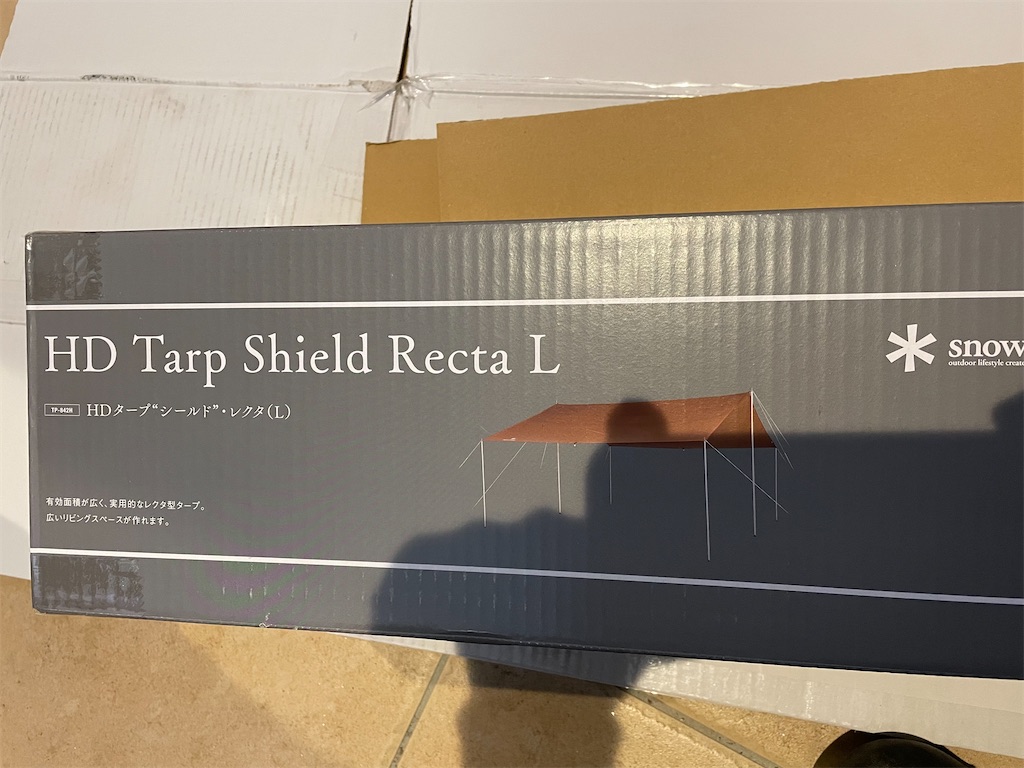 HD Tarp Shield Recta L
TP-842H HDタープ“シールド”・レクタ(L)
snow
outdoor lifestyle create
有効面積が広く、実用的なレクタ型タープ。
広いリビングスペースが作れます。